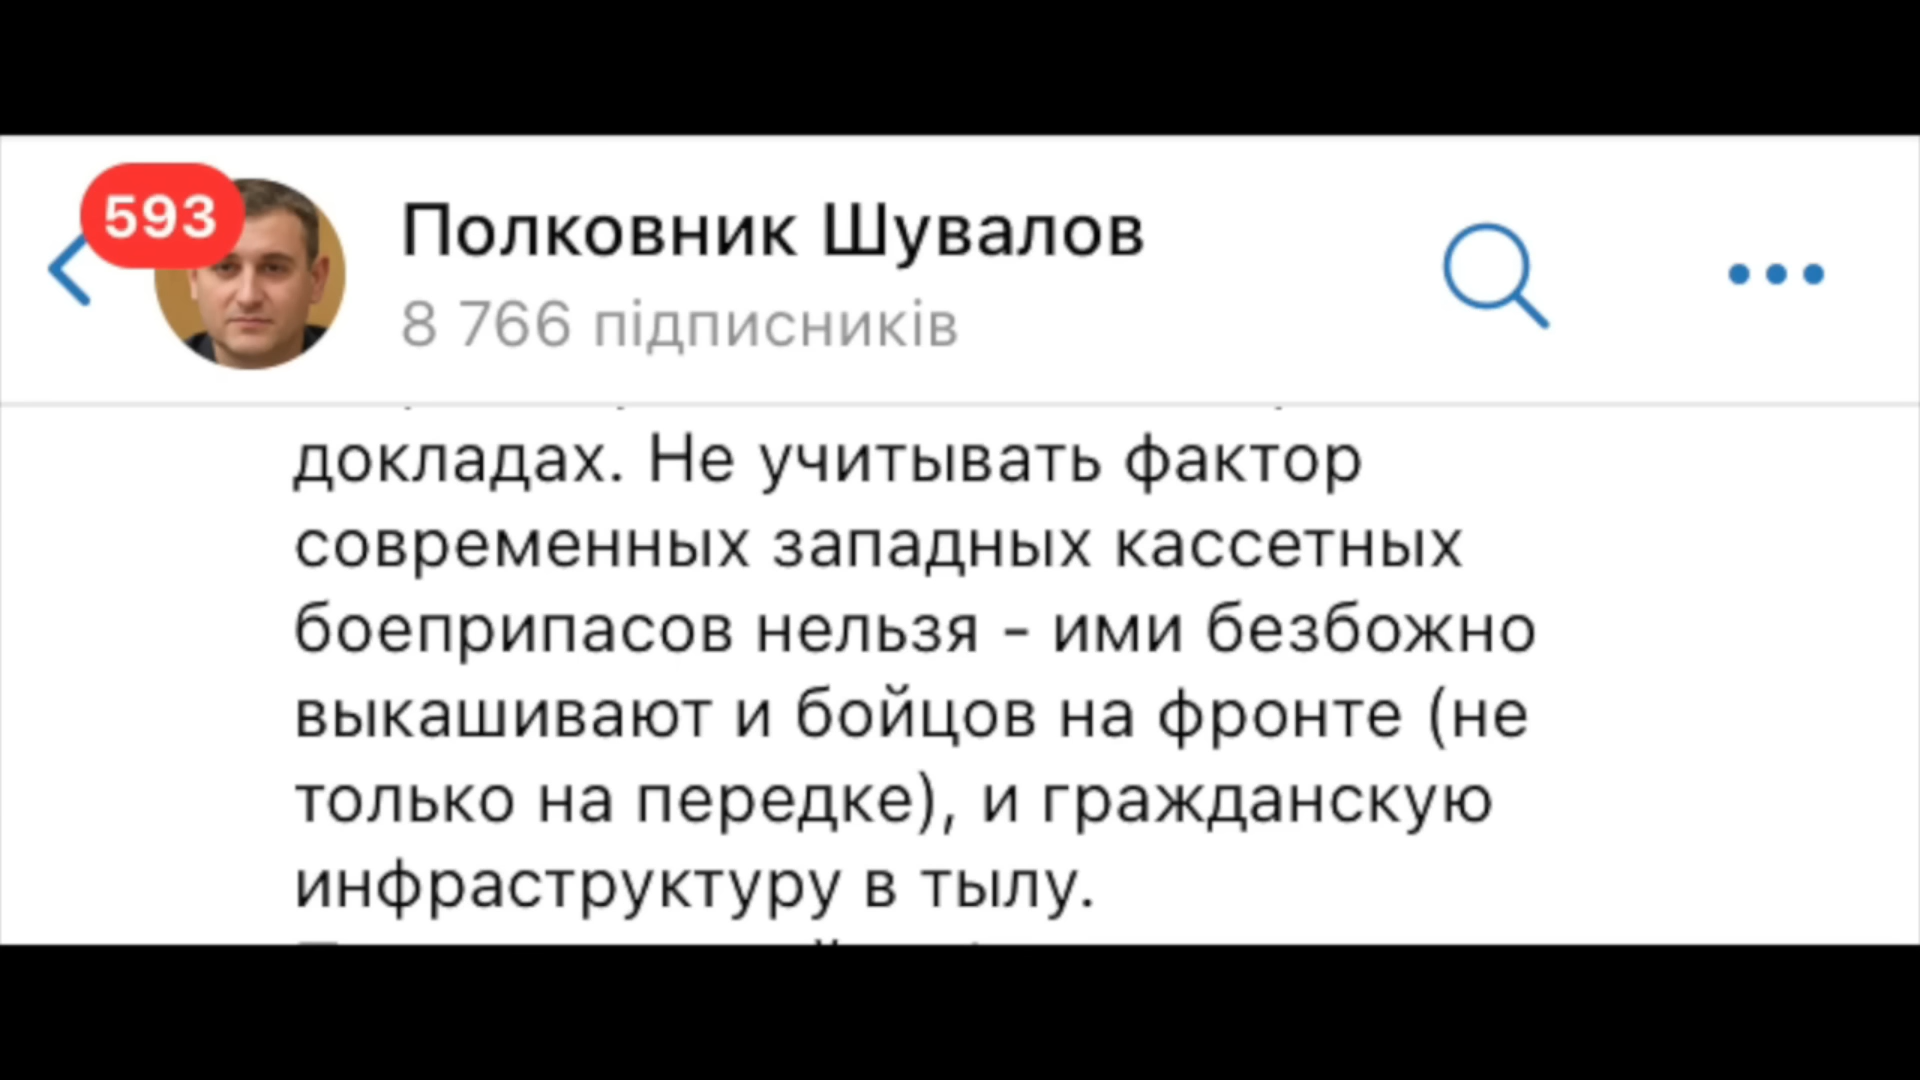 593
Полковник Шувалов
8 766 підписників
докладах. Не учитывать фактор
современных западных кассетных
боеприпасов нельзя - ими безбожно
выкашивают и бойцов на фронте (не
только на передке), и гражданскую
инфраструктуру в тылу.